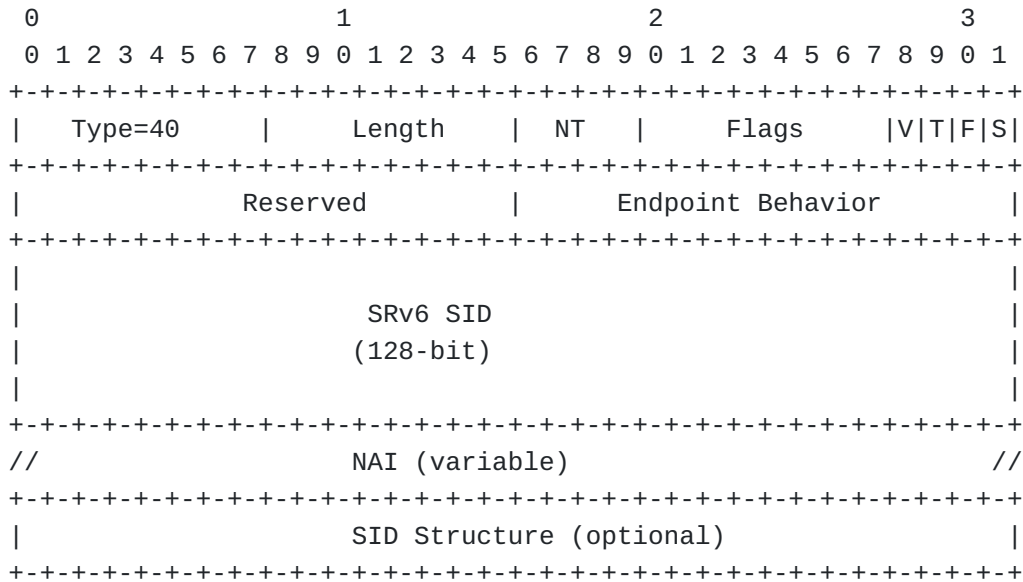 0                   1                   2                   3
 0 1 2 3 4 5 6 7 8 9 0 1 2 3 4 5 6 7 8 9 0 1 2 3 4 5 6 7 8 9 0 1
+-+-+-+-+-+-+-+-+-+-+-+-+-+-+-+-+-+-+-+-+-+-+-+-+-+-+-+-+-+-+-+-+
|   Type=40     |     Length    |  NT   |     Flags     |V|T|F|S|
+-+-+-+-+-+-+-+-+-+-+-+-+-+-+-+-+-+-+-+-+-+-+-+-+-+-+-+-+-+-+-+-+
|              Reserved         |      Endpoint Behavior        |
+-+-+-+-+-+-+-+-+-+-+-+-+-+-+-+-+-+-+-+-+-+-+-+-+-+-+-+-+-+-+-+-+
|                                                               |
|                      SRv6 SID                                 |
|                     (128-bit)                                 |
|                                                               |
+-+-+-+-+-+-+-+-+-+-+-+-+-+-+-+-+-+-+-+-+-+-+-+-+-+-+-+-+-+-+-+-+
//                    NAI (variable)                           //
+-+-+-+-+-+-+-+-+-+-+-+-+-+-+-+-+-+-+-+-+-+-+-+-+-+-+-+-+-+-+-+-+
|                     SID Structure (optional)                  |
+-+-+-+-+-+-+-+-+-+-+-+-+-+-+-+-+-+-+-+-+-+-+-+-+-+-+-+-+-+-+-+-+